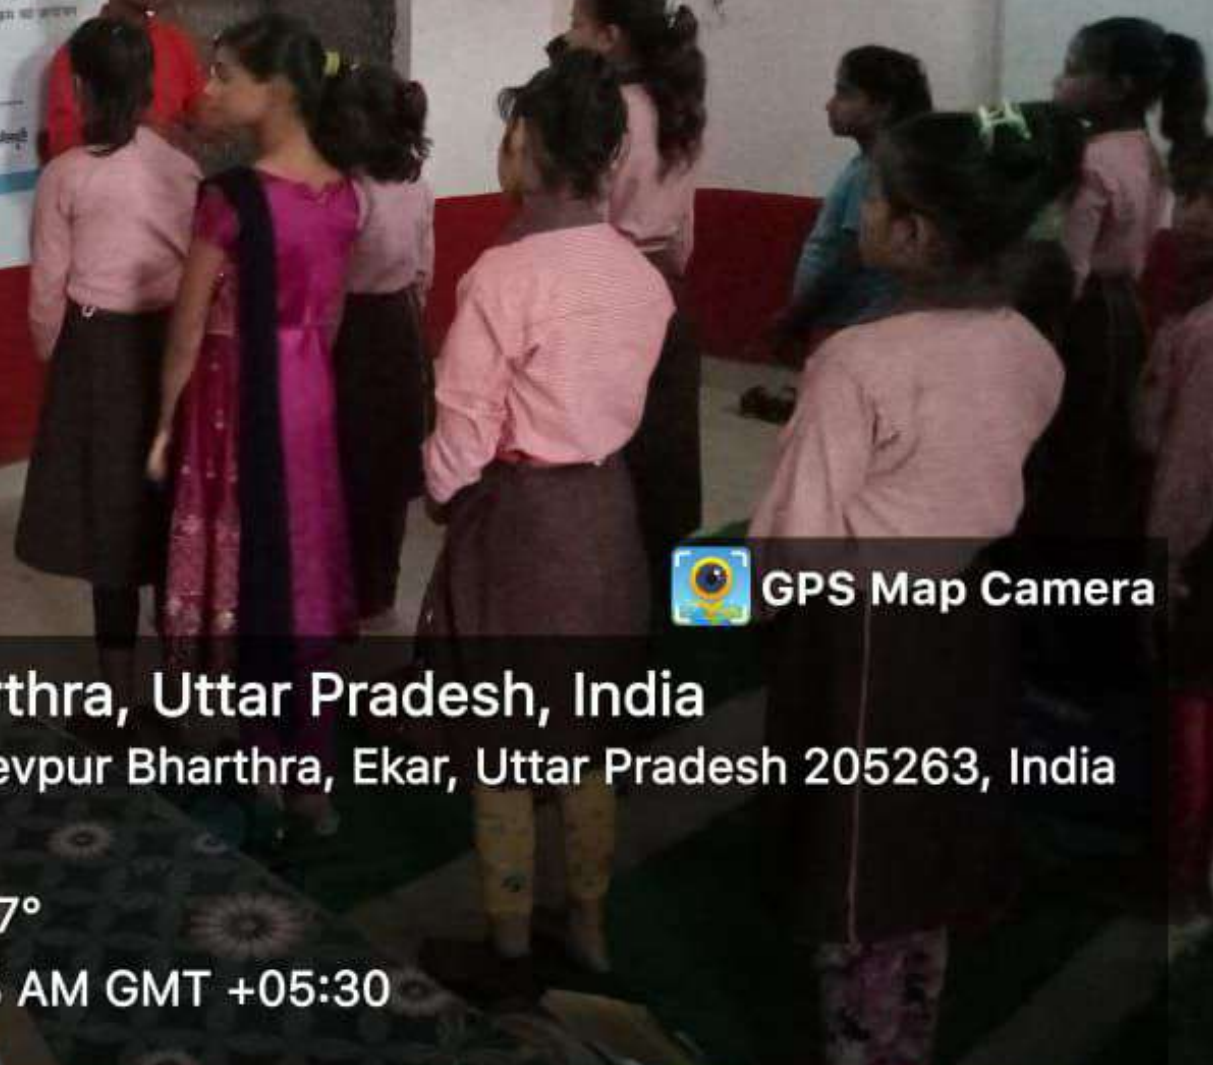 GPS Map Camera
rthra, Uttar Pradesh, India
evpur Bharthra, Ekar, Uttar Pradesh 205263, India
7°
AM GMT +05:30